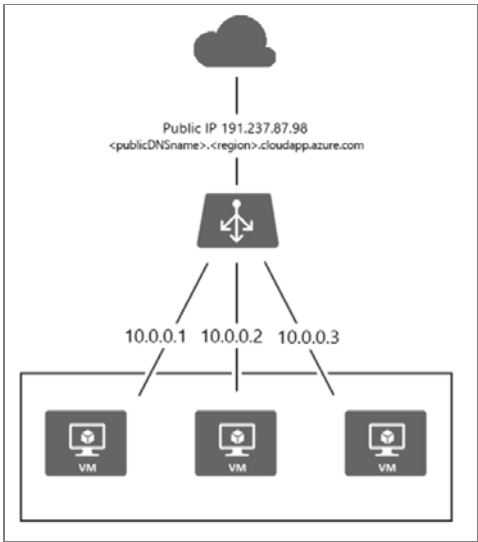 Public IP 191.237.87.98
<publicDNSname>.<region>.cloudapp.azure.com
10.0.0.1 10.0.0.2 10.0.0.3
VM VM VM